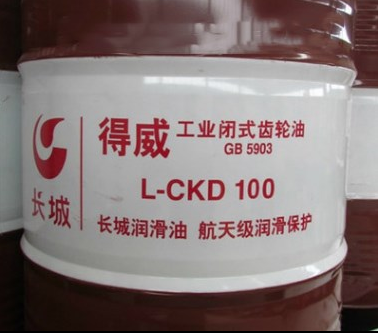 得威 工业闭式齿轮油
GB 5903
L-CKD 100
长城
长城润滑油 航天级润滑保护